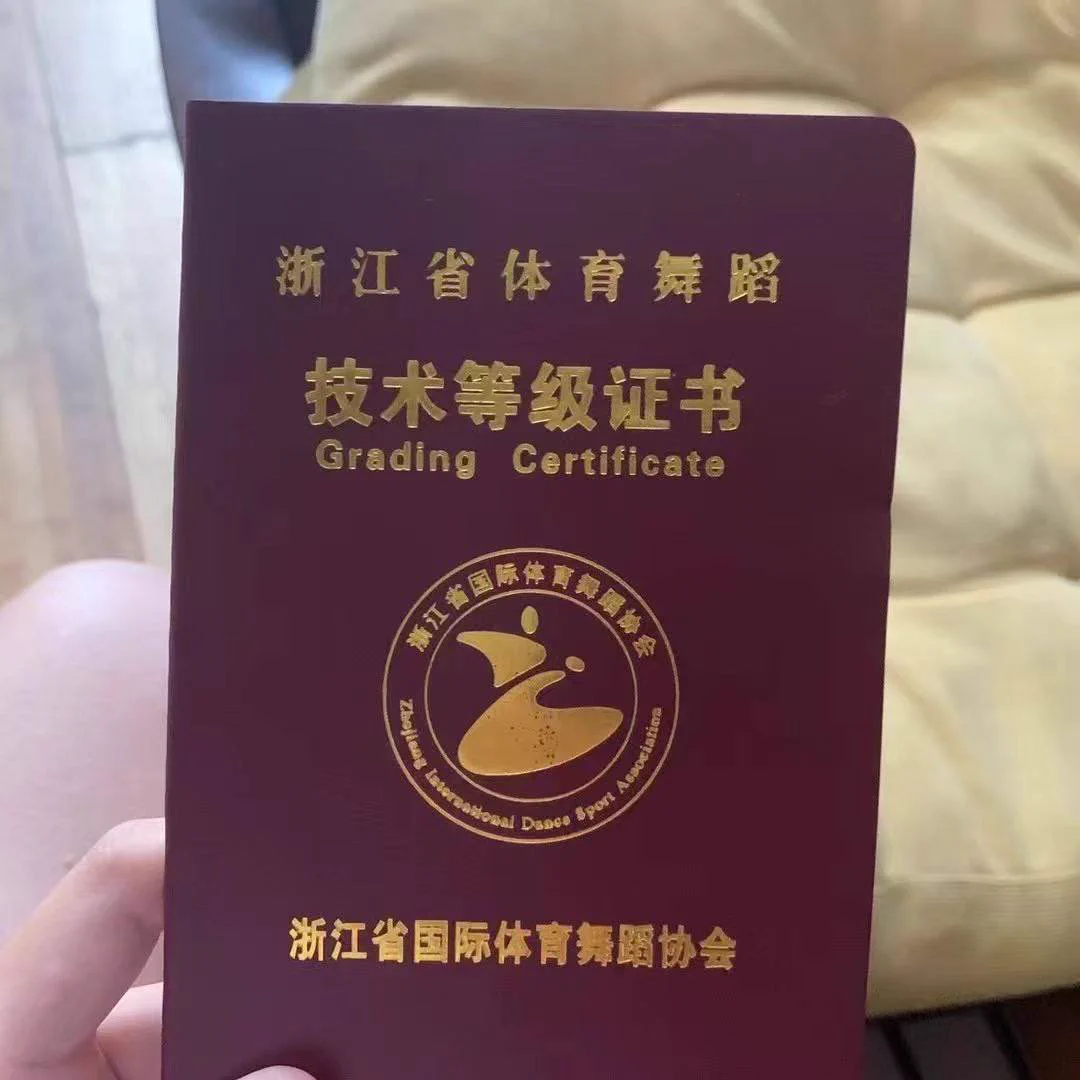 浙江省体育舞蹈
技术等级证书
Grading Certificate
浙江省国际体育舞蹈协会
Zhejiang International Dance Sport Association
浙江省国际体育舞蹈协会